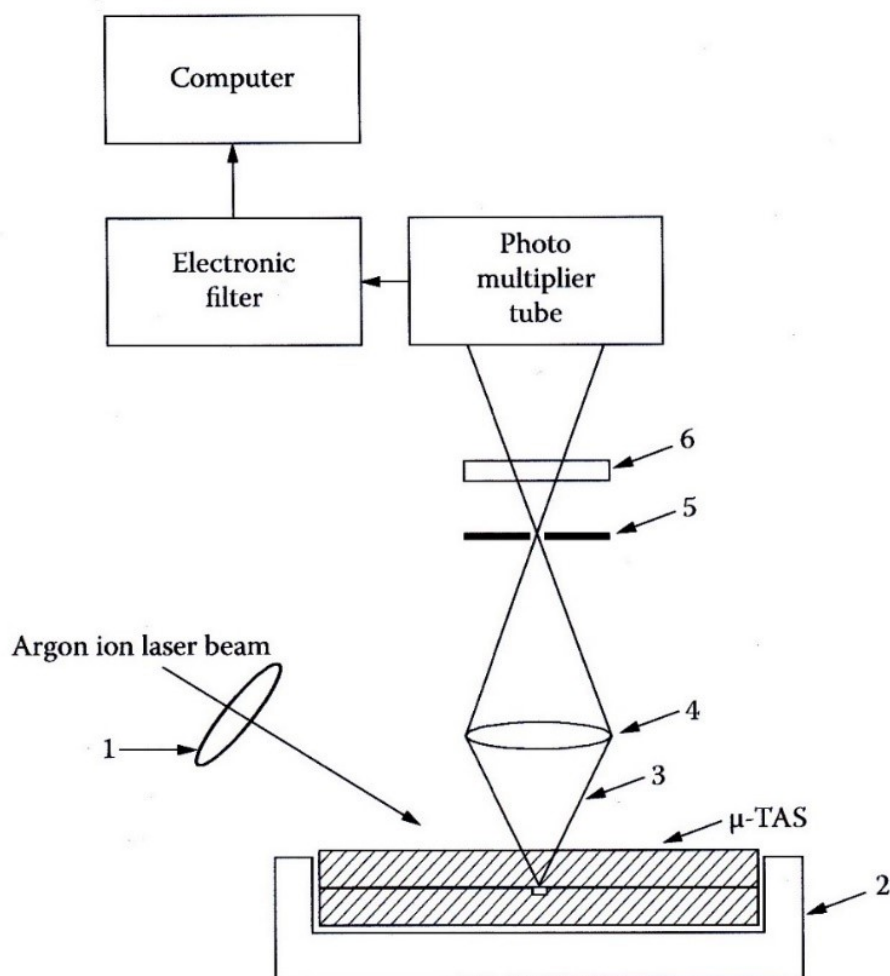 Computer
Electronic
filter
Photo
multiplier
tube
6
5
Argon ion laser beam
4
1
3
μ-TAS
2